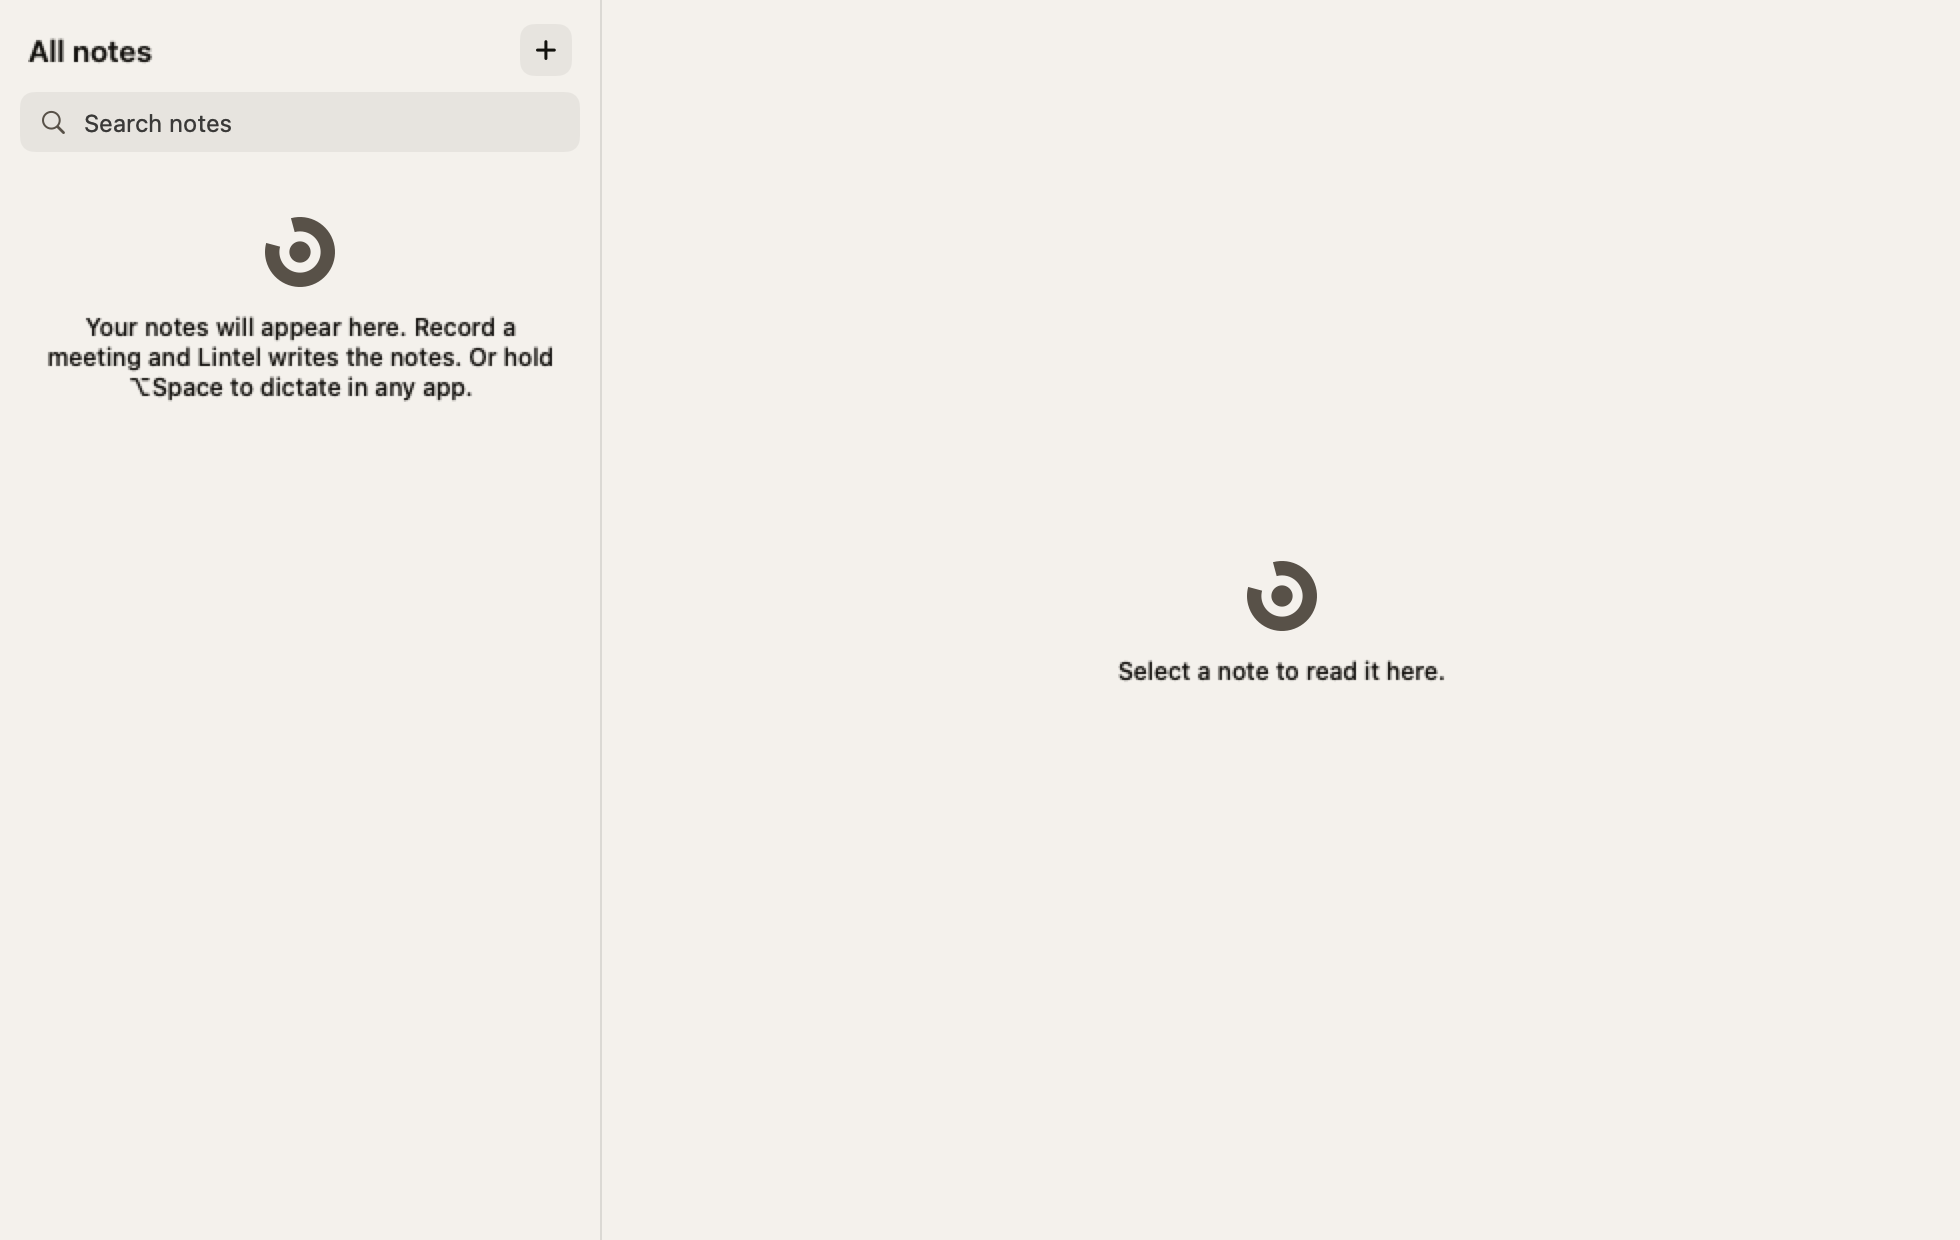 All notes
Search notes
Your notes will appear here. Record a
meeting and Lintel writes the notes. Or hold
⌥Space to dictate in any app.
Select a note to read it here.